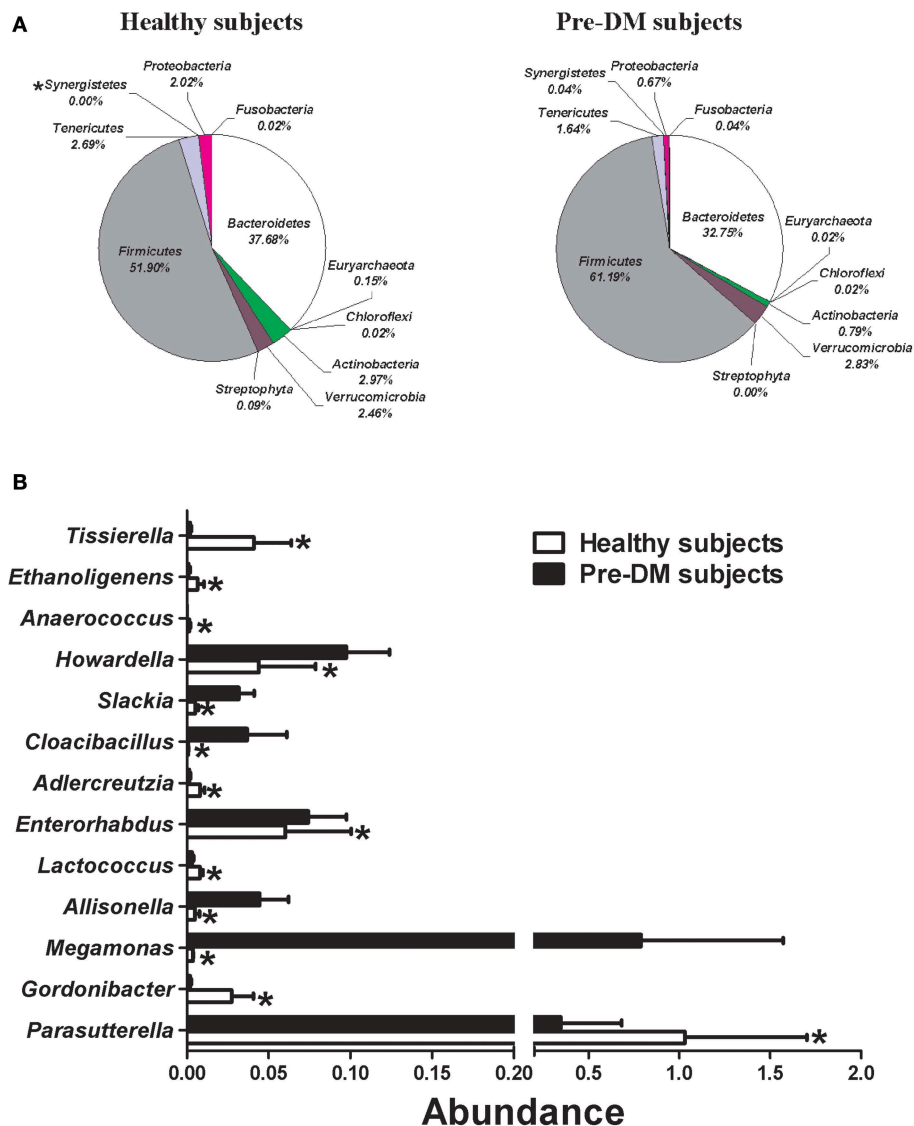 A
Healthy subjects
Pre-DM subjects
Proteobacteria
2.02%
*Synergistetes
0.00%
Fusobacteria
0.02%
Tenericutes
2.69%
Bacteroidetes
37.68%
Firmicutes
51.90%
Euryarchaeota
0.15%
Chloroflexi
0.02%
Actinobacteria
2.97%
Streptophyta
0.09%
Verrucomicrobia
2.46%
Synergistetes
0.04%
Proteobacteria
0.67%
Tenericutes
1.64%
Fusobacteria
0.04%
Bacteroidetes
32.75%
Euryarchaeota
0.02%
Firmicutes
61.19%
Chloroflexi
0.02%
Actinobacteria
0.79%
Verrucomicrobia
2.83%
Streptophyta
0.00%
B
Tissierella
*
Ethanoligenens
*
Anaerococcus
*
Howardella
*
Slackia
*
Cloacibacillus
*
Adlercreutzia
*
Enterorhabdus
*
Lactococcus
*
Allisonella
*
Megamonas
*
Gordonibacter
*
Parasutterella
*
Healthy subjects
Pre-DM subjects
0.00 0.05 0.10 0.15 0.20 0.5 1.0 1.5 2.0
Abundance